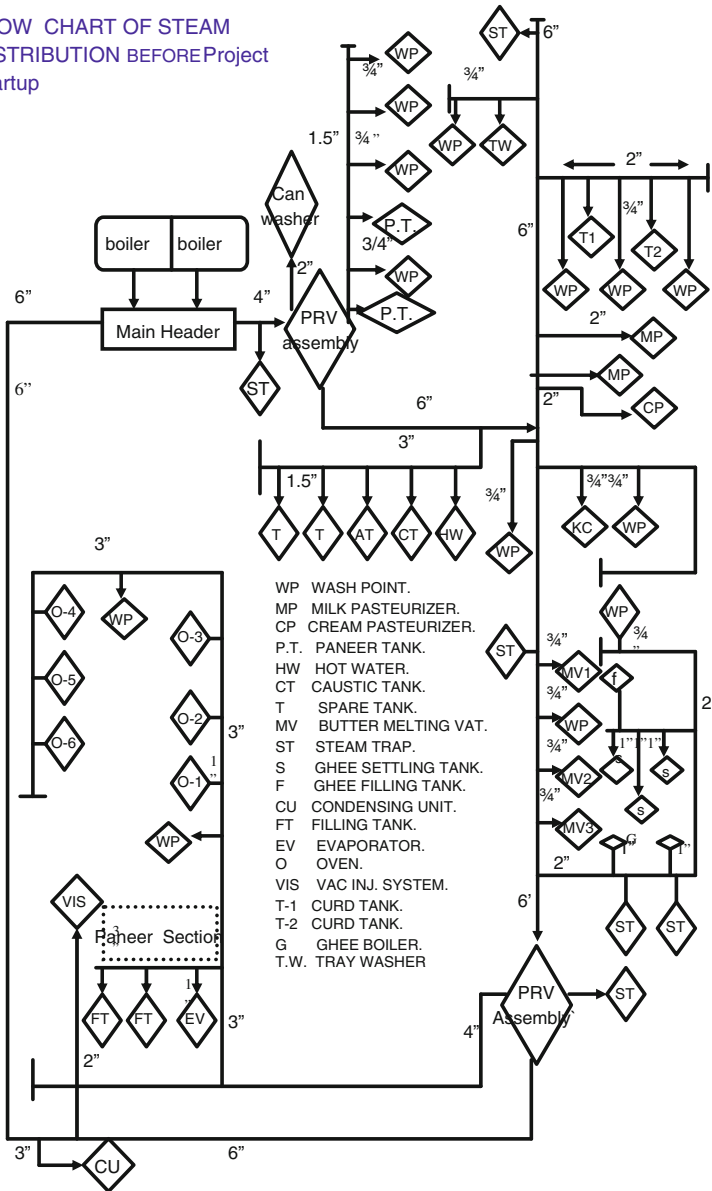 OW CHART OF STEAM
STRIBUTION BEFORE Project
artup
ST
6”
¾”
WP
¾”
WP
1.5”
¾”
WP
WP
TW
2”
Can
washer
P.T.
3/4”
6”
T1
¾”
T2
boiler
boiler
2”
WP
WP
WP
WP
6”
4”
PRV
assembly
P.T.
2”
Main Header
MP
6”
ST
MP
6”
2”
CP
3”
1.5”
¾”
¾”
¾”
T
T
AT
CT
HW
WP
KC
WP
3”
WP WASH POINT.
MP MILK PASTEURIZER.
CP CREAM PASTEURIZER.
P.T. PANEER TANK.
HW HOT WATER.
CT CAUSTIC TANK.
T SPARE TANK.
MV BUTTER MELTING VAT.
ST STEAM TRAP.
S GHEE SETTLING TANK.
F GHEE FILLING TANK.
CU CONDENSING UNIT.
FT FILLING TANK.
EV EVAPORATOR.
O OVEN.
VIS VAC INJ. SYSTEM.
T-1 CURD TANK.
T-2 CURD TANK.
G GHEE BOILER.
T.W. TRAY WASHER
O-4
WP
O-3
O-5
O-2
3”
O-6
1”
O-1
WP
WP
¾”
ST
¾”
MV1
f
2
¾”
WP
1”
1”
1”
s
s
s
¾”
MV2
¾”
MV3
G
1”
1”
2”
6’
ST
ST
VIS
3”
Paneer Section
1”
FT
FT
EV
3”
2”
4”
PRV
Assembly`
ST
3”
6”
CU